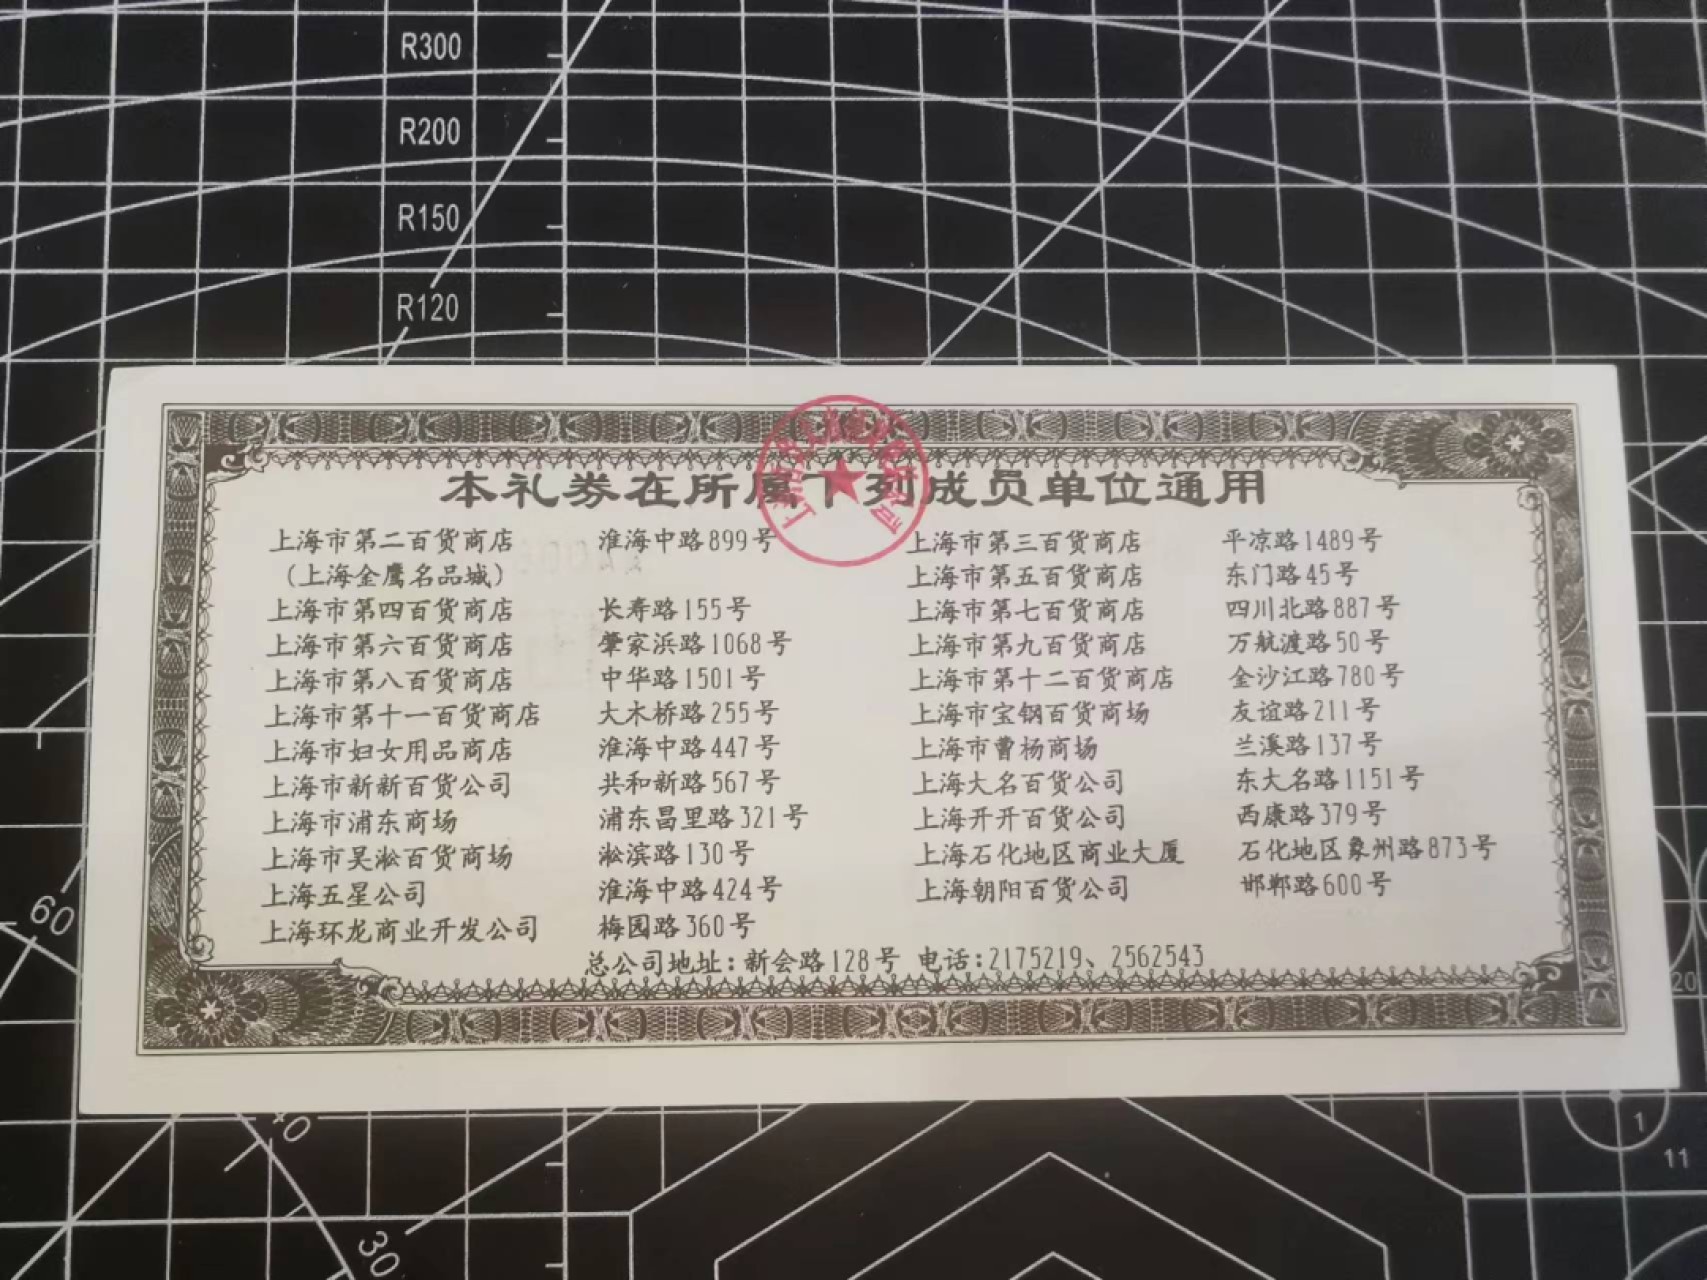 R300
R200
R150
R120
本礼券在所属下列成员单位通用
上海市第二百货商店 淮海中路899号
（上海金鹰名品城）
上海市第四百货商店 长寿路155号
上海市第六百货商店 肇家浜路1068号
上海市第八百货商店 中华路1501号
上海市第十一百货商店 大木桥路255号
上海市妇女用品商店 淮海中路447号
上海市新新百货公司 共和新路567号
上海市浦东商场 浦东昌里路321号
上海市吴淞百货商场 淞滨路130号
上海五星公司 淮海中路424号
上海环龙商业开发公司 梅园路360号
上海市第三百货商店 平凉路1489号
上海市第五百货商店 东门路45号
上海市第七百货商店 四川北路887号
上海市第九百货商店 万航渡路50号
上海市第十二百货商店 金沙江路780号
上海市宝钢百货商场 友谊路211号
上海市曹杨商场 兰溪路137号
上海大名百货公司 东大名路1151号
上海开开百货公司 西康路379号
上海石化地区商业大厦 石化地区象州路873号
上海朝阳百货公司 邯郸路600号
总公司地址：新会路128号 电话：2175219、2562543
60
30
20
1
11